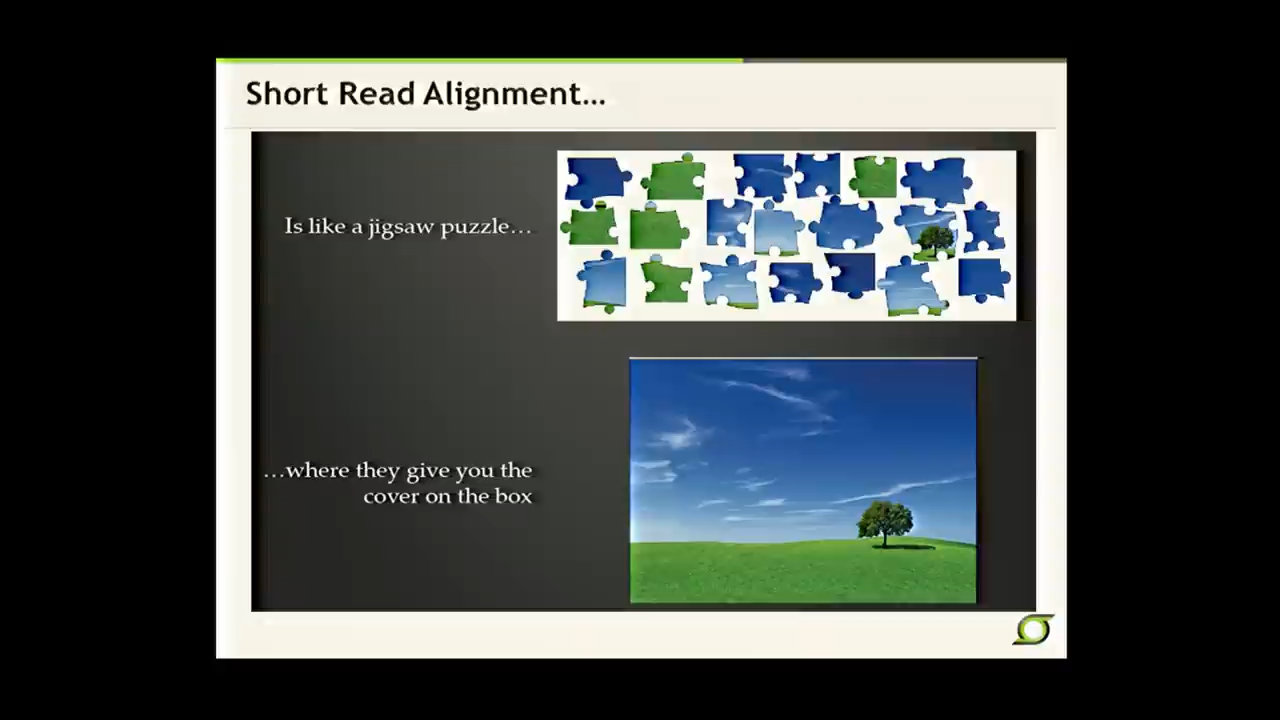 Short Read Alignment…
Is like a jigsaw puzzle…
…where they give you the
cover on the box